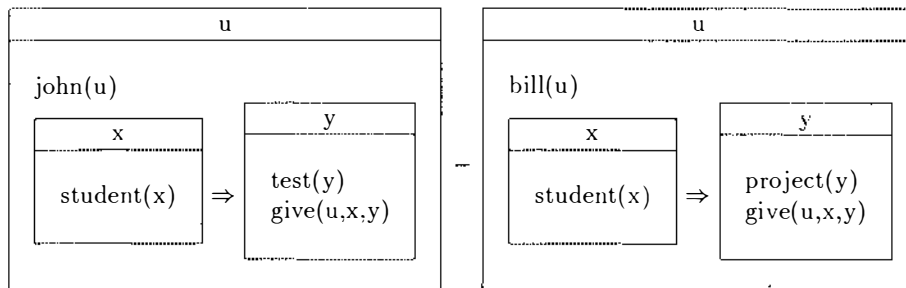 u
john(u)
x
student(x)
⇒
y
test(y)
give(u,x,y)
u
bill(u)
x
student(x)
⇒
y
project(y)
give(u,x,y)